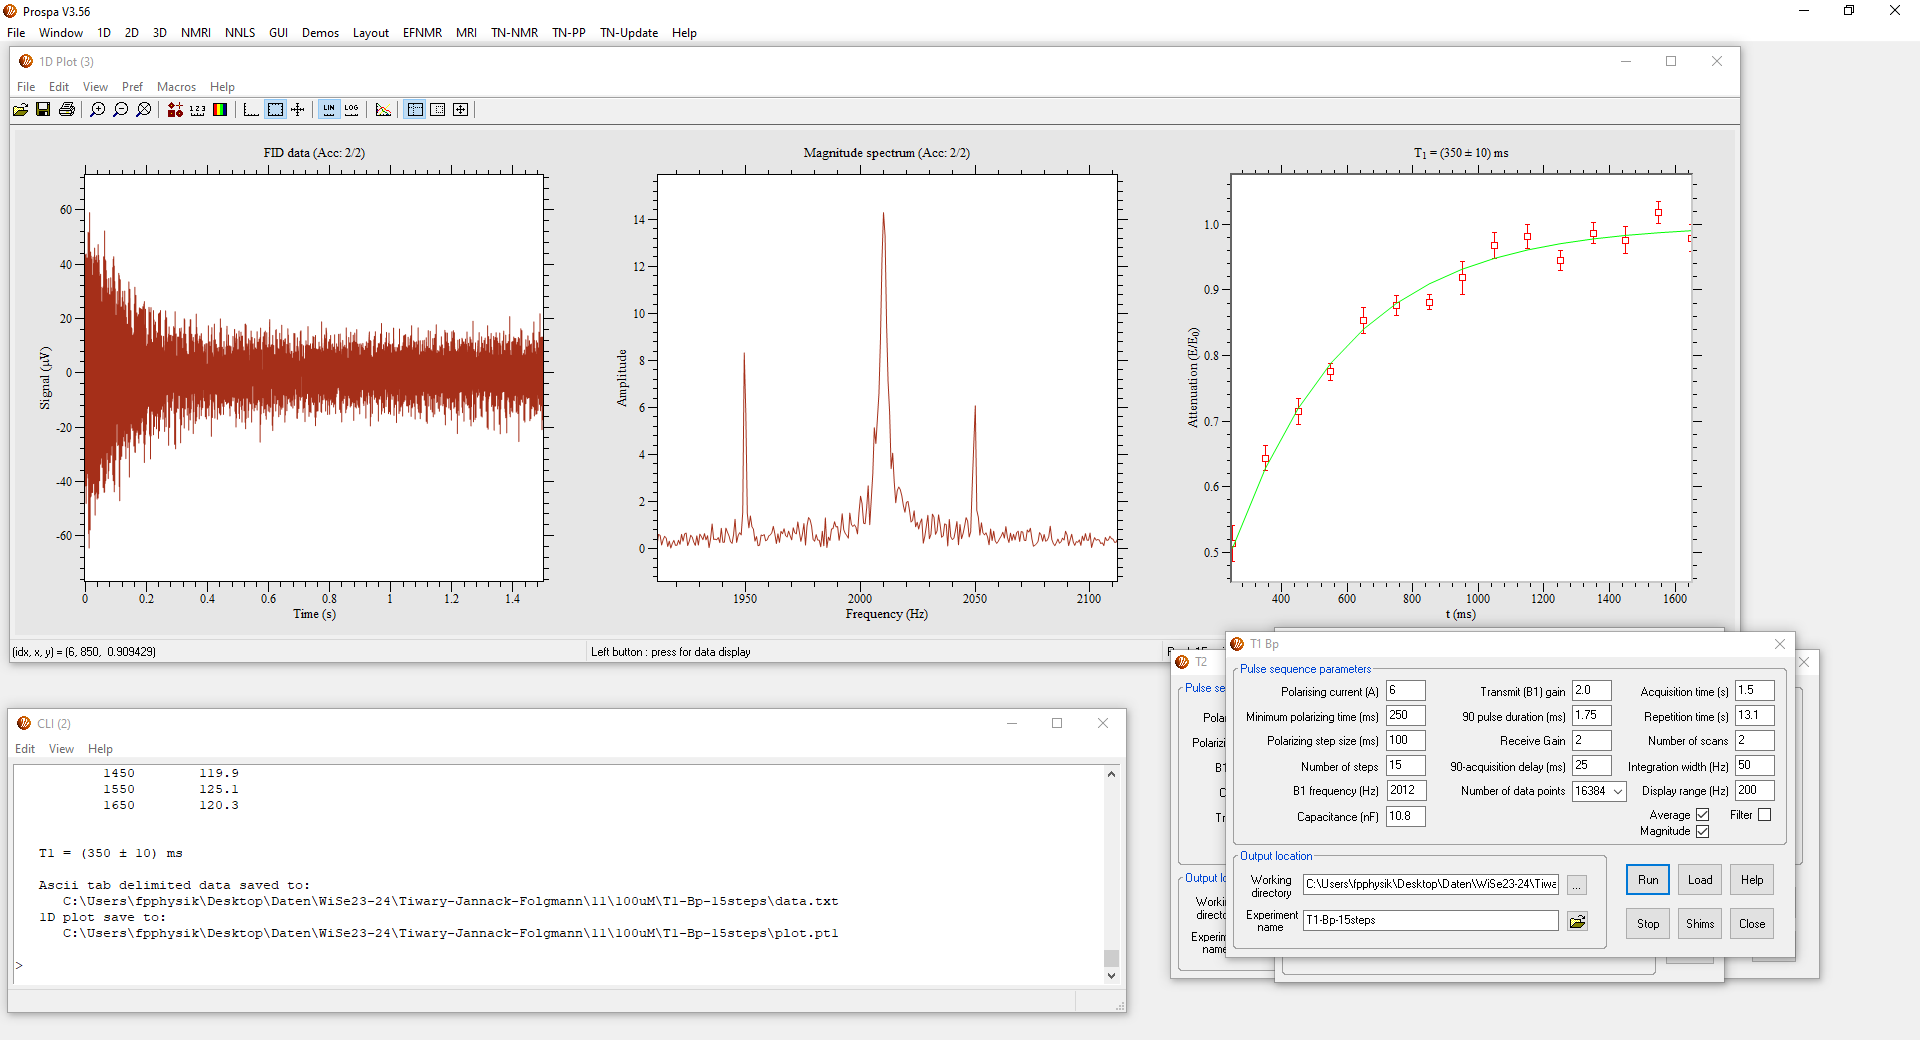 Prospa V3.56
File Window 1D 2D 3D NMRI NNLS GUI Demos Layout EFNMR MRI TN-NMR TN-PP TN-Update Help
1D Plot (3)
File Edit View Pref Macros Help
1 2 3
LIN LOG
FID data (Acc: 2/2)
Signal (µV)
60
40
20
0
-20
-40
-60
0 0.2 0.4 0.6 0.8 1 1.2 1.4
Time (s)
Magnitude spectrum (Acc: 2/2)
Amplitude
14
12
10
8
6
4
2
0
1950 2000 2050 2100
Frequency (Hz)
T1 = (350 ± 10) ms
Attenuation (E/E0)
1.0
0.9
0.8
0.7
0.6
0.5
400 600 800 1000 1200 1400 1600
t (ms)
(idx, x, y) = (6, 850, 0.909429)
Left button : press for data display
CLI (2)
Edit View Help
1450 119.9
1550 125.1
1650 120.3
T1 = (350 ± 10) ms
Ascii tab delimited data saved to:
C:\Users\fpphysik\Desktop\Daten\WiSe23-24\Tiwary-Jannack-Folgmann\11\100uM\T1-Bp-15steps\data.txt
1D plot save to:
C:\Users\fpphysik\Desktop\Daten\WiSe23-24\Tiwary-Jannack-Folgmann\11\100uM\T1-Bp-15steps\plot.pt1
>
T2
Pulse se
Pola
Polarizi
B1
C
Tr
Output lo
Worki
directo
Experim
name
T1 Bp
Pulse sequence parameters
Polarising current (A) 6
Transmit (B1) gain 2.0
Acquisition time (s) 1.5
Minimum polarizing time (ms) 250
90 pulse duration (ms) 1.75
Repetition time (s) 13.1
Polarizing step size (ms) 100
Receive Gain 2
Number of scans 2
Number of steps 15
90-acquisition delay (ms) 25
Integration width (Hz) 50
B1 frequency (Hz) 2012
Number of data points 16384
Display range (Hz) 200
Capacitance (nF) 10.8
Average
Filter
Magnitude
Output location
Working
directory
C:\Users\fpphysik\Desktop\Daten\WiSe23-24\Tiwa
...
Experiment
name
T1-Bp-15steps
Run Load Help
Stop Shims Close